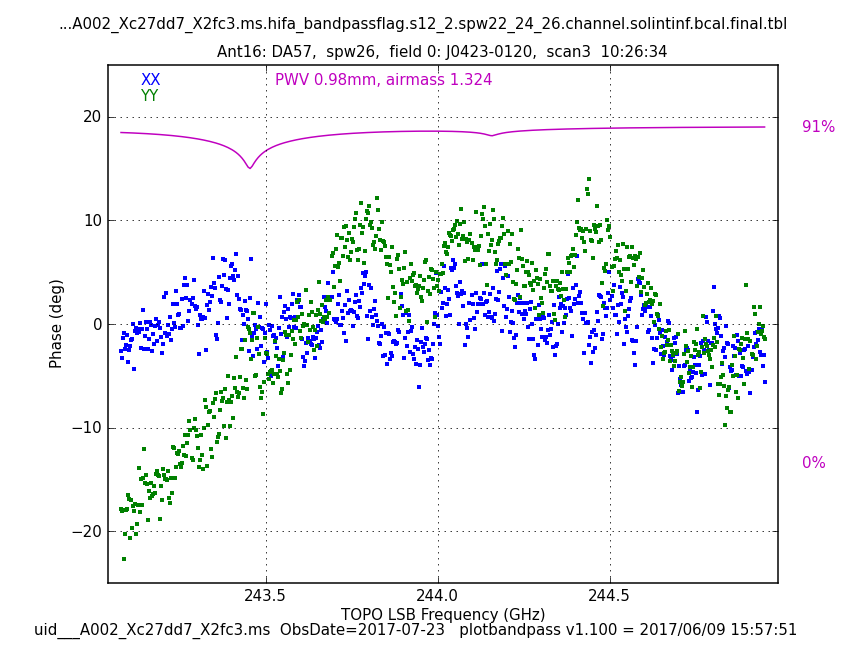 ...A002_Xc27dd7_X2fc3.ms.hifa_bandpassflag.s12_2.spw22_24_26.channel.solintinf.bcal.final.tbl
Ant16: DA57,  spw26,  field 0: J0423-0120,  scan3  10:26:34
XX
YY
PWV 0.98mm, airmass 1.324
91%
0%
20
10
0
−10
−20
Phase (deg)
243.5
244.0
244.5
TOPO LSB Frequency (GHz)
uid___A002_Xc27dd7_X2fc3.ms  ObsDate=2017-07-23   plotbandpass v1.100 = 2017/06/09 15:57:51